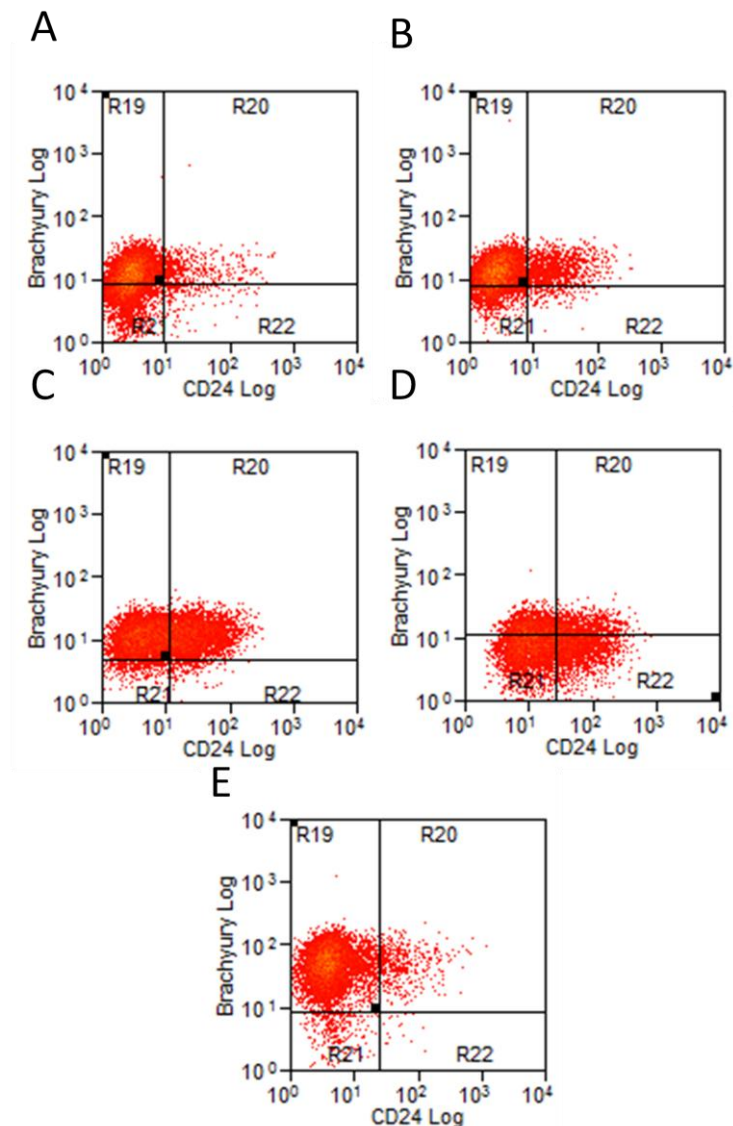 A
B
10⁴
R19
R20
10³
10²
10¹
10⁰
R21
R22
Brachyury Log
10⁰ 10¹ 10² 10³ 10⁴
CD24 Log
10⁴
R19
R20
10³
10²
10¹
10⁰
R21
R22
Brachyury Log
10⁰ 10¹ 10² 10³ 10⁴
CD24 Log
C
D
10⁴
R19
R20
10³
10²
10¹
10⁰
R21
R22
Brachyury Log
10⁰ 10¹ 10² 10³ 10⁴
CD24 Log
10⁴
R19
R20
10³
10²
10¹
10⁰
R21
R22
Brachyury Log
10⁰ 10¹ 10² 10³ 10⁴
CD24 Log
E
10⁴
R19
R20
10³
10²
10¹
10⁰
R21
R22
Brachyury Log
10⁰ 10¹ 10² 10³ 10⁴
CD24 Log